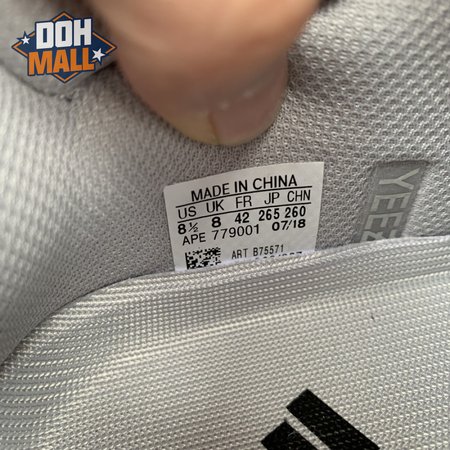 DOH
MALL
MADE IN CHINA
US UK FR JP CHN
8½ 8 42 265 260
APE 779001 07/18
ART B75571